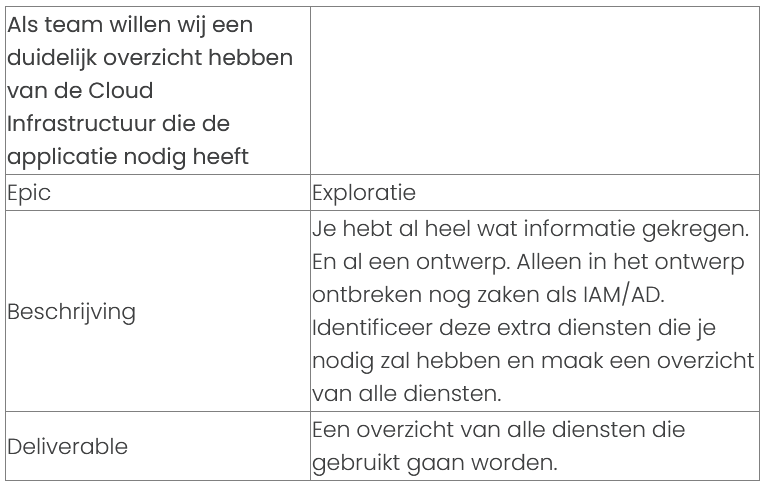 Als team willen wij een
duidelijk overzicht hebben
van de Cloud
Infrastructuur die de
applicatie nodig heeft
Epic
Exploratie
Beschrijving
Je hebt al heel wat informatie gekregen.
En al een ontwerp. Alleen in het ontwerp
ontbreken nog zaken als IAM/AD.
Identificeer deze extra diensten die je
nodig zal hebben en maak een overzicht
van alle diensten.
Deliverable
Een overzicht van alle diensten die
gebruikt gaan worden.